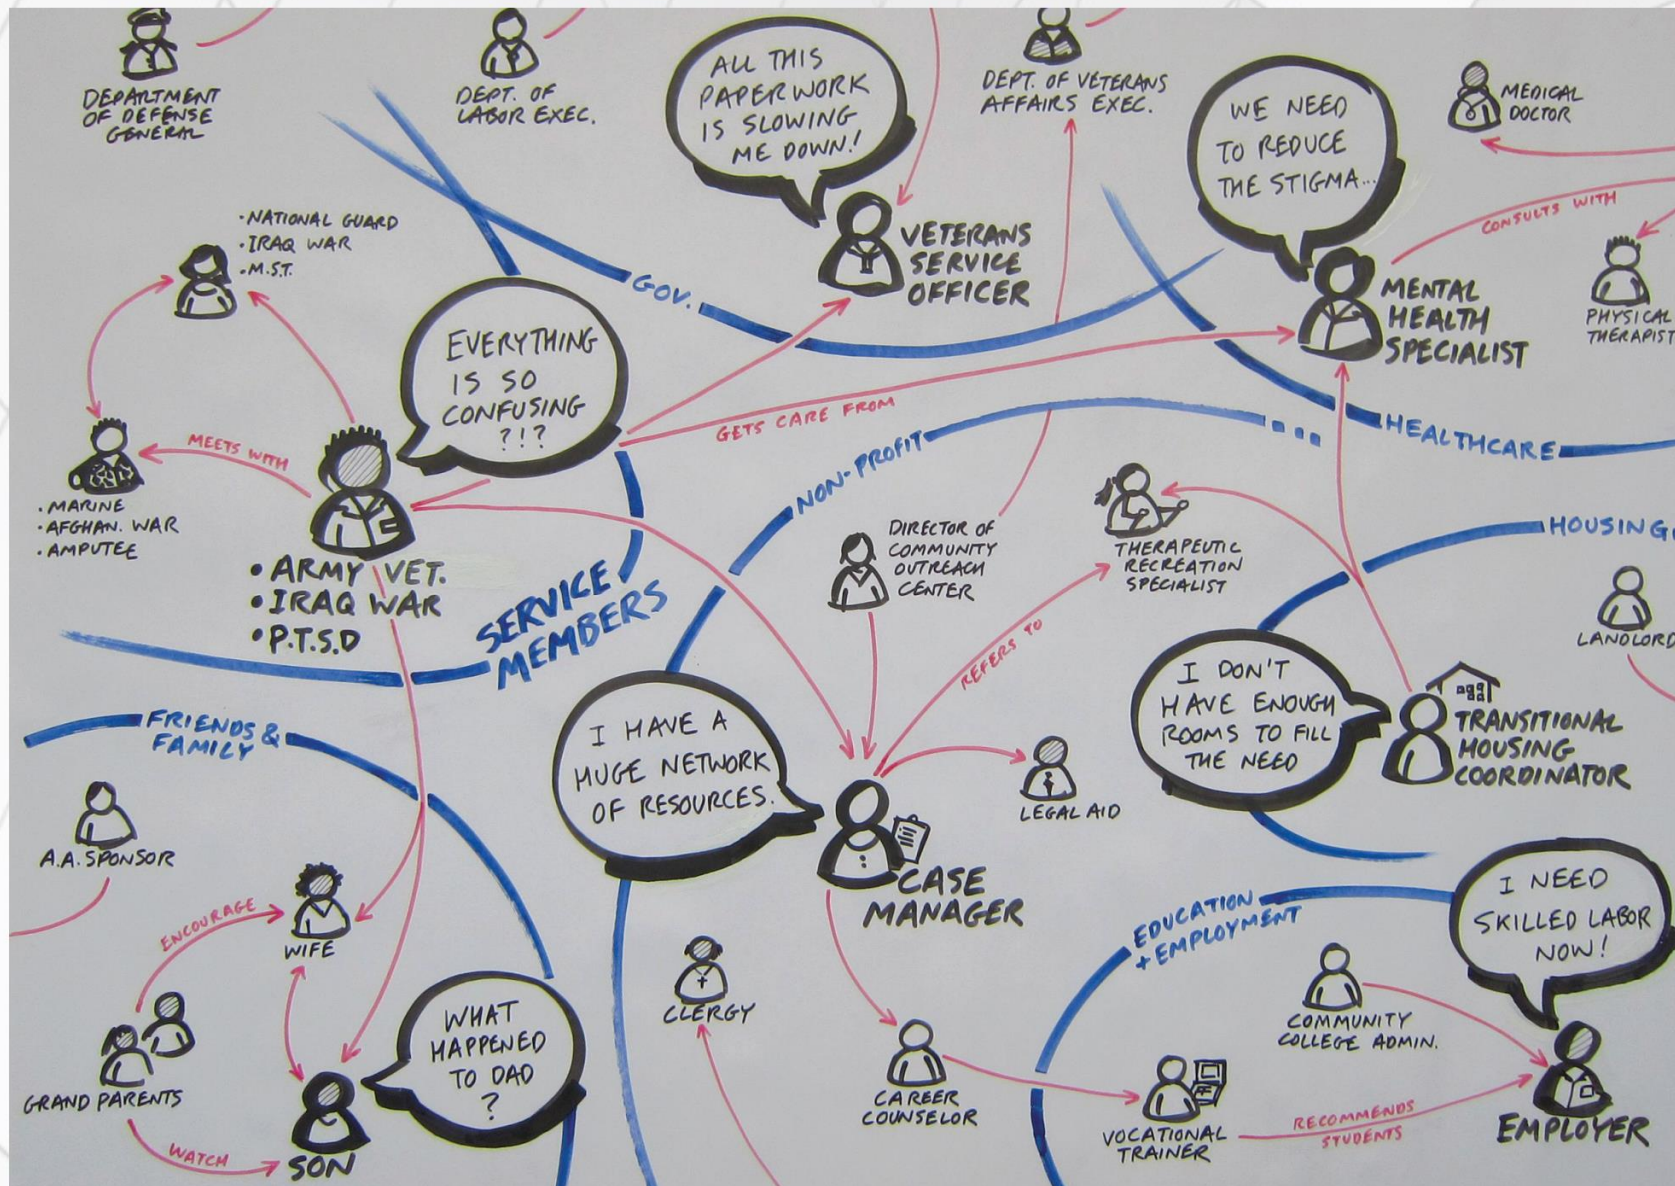 DEPARTMENT
OF DEFENSE
GENERAL
DEPT. OF
LABOR EXEC.
ALL THIS
PAPERWORK
IS SLOWING
ME DOWN!
DEPT. OF VETERANS
AFFAIRS EXEC.
WE NEED
TO REDUCE
THE STIGMA...
MEDICAL
DOCTOR
CONSULTS WITH
• NATIONAL GUARD
• IRAQ WAR
• M.S.T.
VETERANS
SERVICE
OFFICER
GOV.
MENTAL
HEALTH
SPECIALIST
PHYSICAL
THERAPIST
EVERYTHING
IS SO
CONFUSING
?!?
GETS CARE FROM
HEALTHCARE
MEETS WITH
• MARINE
• AFGHAN. WAR
• AMPUTEE
NON-PROFIT
• ARMY VET.
• IRAQ WAR
• P.T.S.D
SERVICE
MEMBERS
DIRECTOR OF
COMMUNITY
OUTREACH
CENTER
THERAPEUTIC
RECREATION
SPECIALIST
HOUSING
LANDLORD
REFERS TO
I DON'T
HAVE ENOUGH
ROOMS TO FILL
THE NEED
TRANSITIONAL
HOUSING
COORDINATOR
FRIENDS &
FAMILY
I HAVE A
HUGE NETWORK
OF RESOURCES.
LEGAL AID
A.A. SPONSOR
CASE
MANAGER
I NEED
SKILLED LABOR
NOW!
EDUCATION
+ EMPLOYMENT
ENCOURAGE
WIFE
CLERGY
COMMUNITY
COLLEGE ADMIN.
WHAT
HAPPENED
TO DAD
?
GRAND PARENTS
WATCH
SON
CAREER
COUNSELOR
VOCATIONAL
TRAINER
RECOMMENDS
STUDENTS
EMPLOYER